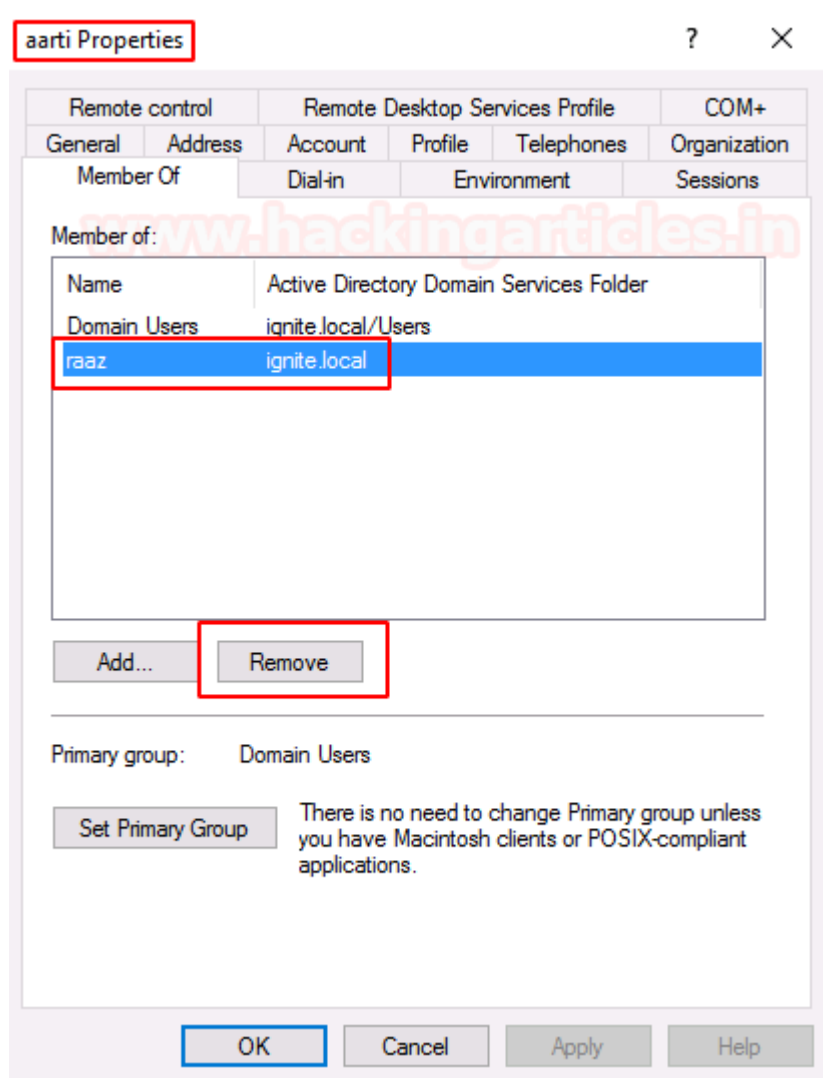 aarti Properties ? ×
Remote control Remote Desktop Services Profile COM+
General Address Account Profile Telephones Organization
Member Of Dial-in Environment Sessions
www.hackingarticles.in
Member of:
Name Active Directory Domain Services Folder
Domain Users ignite.local/Users
raaz ignite.local
Add... Remove
Primary group: Domain Users
Set Primary Group
There is no need to change Primary group unless
you have Macintosh clients or POSIX-compliant
applications.
OK Cancel Apply Help